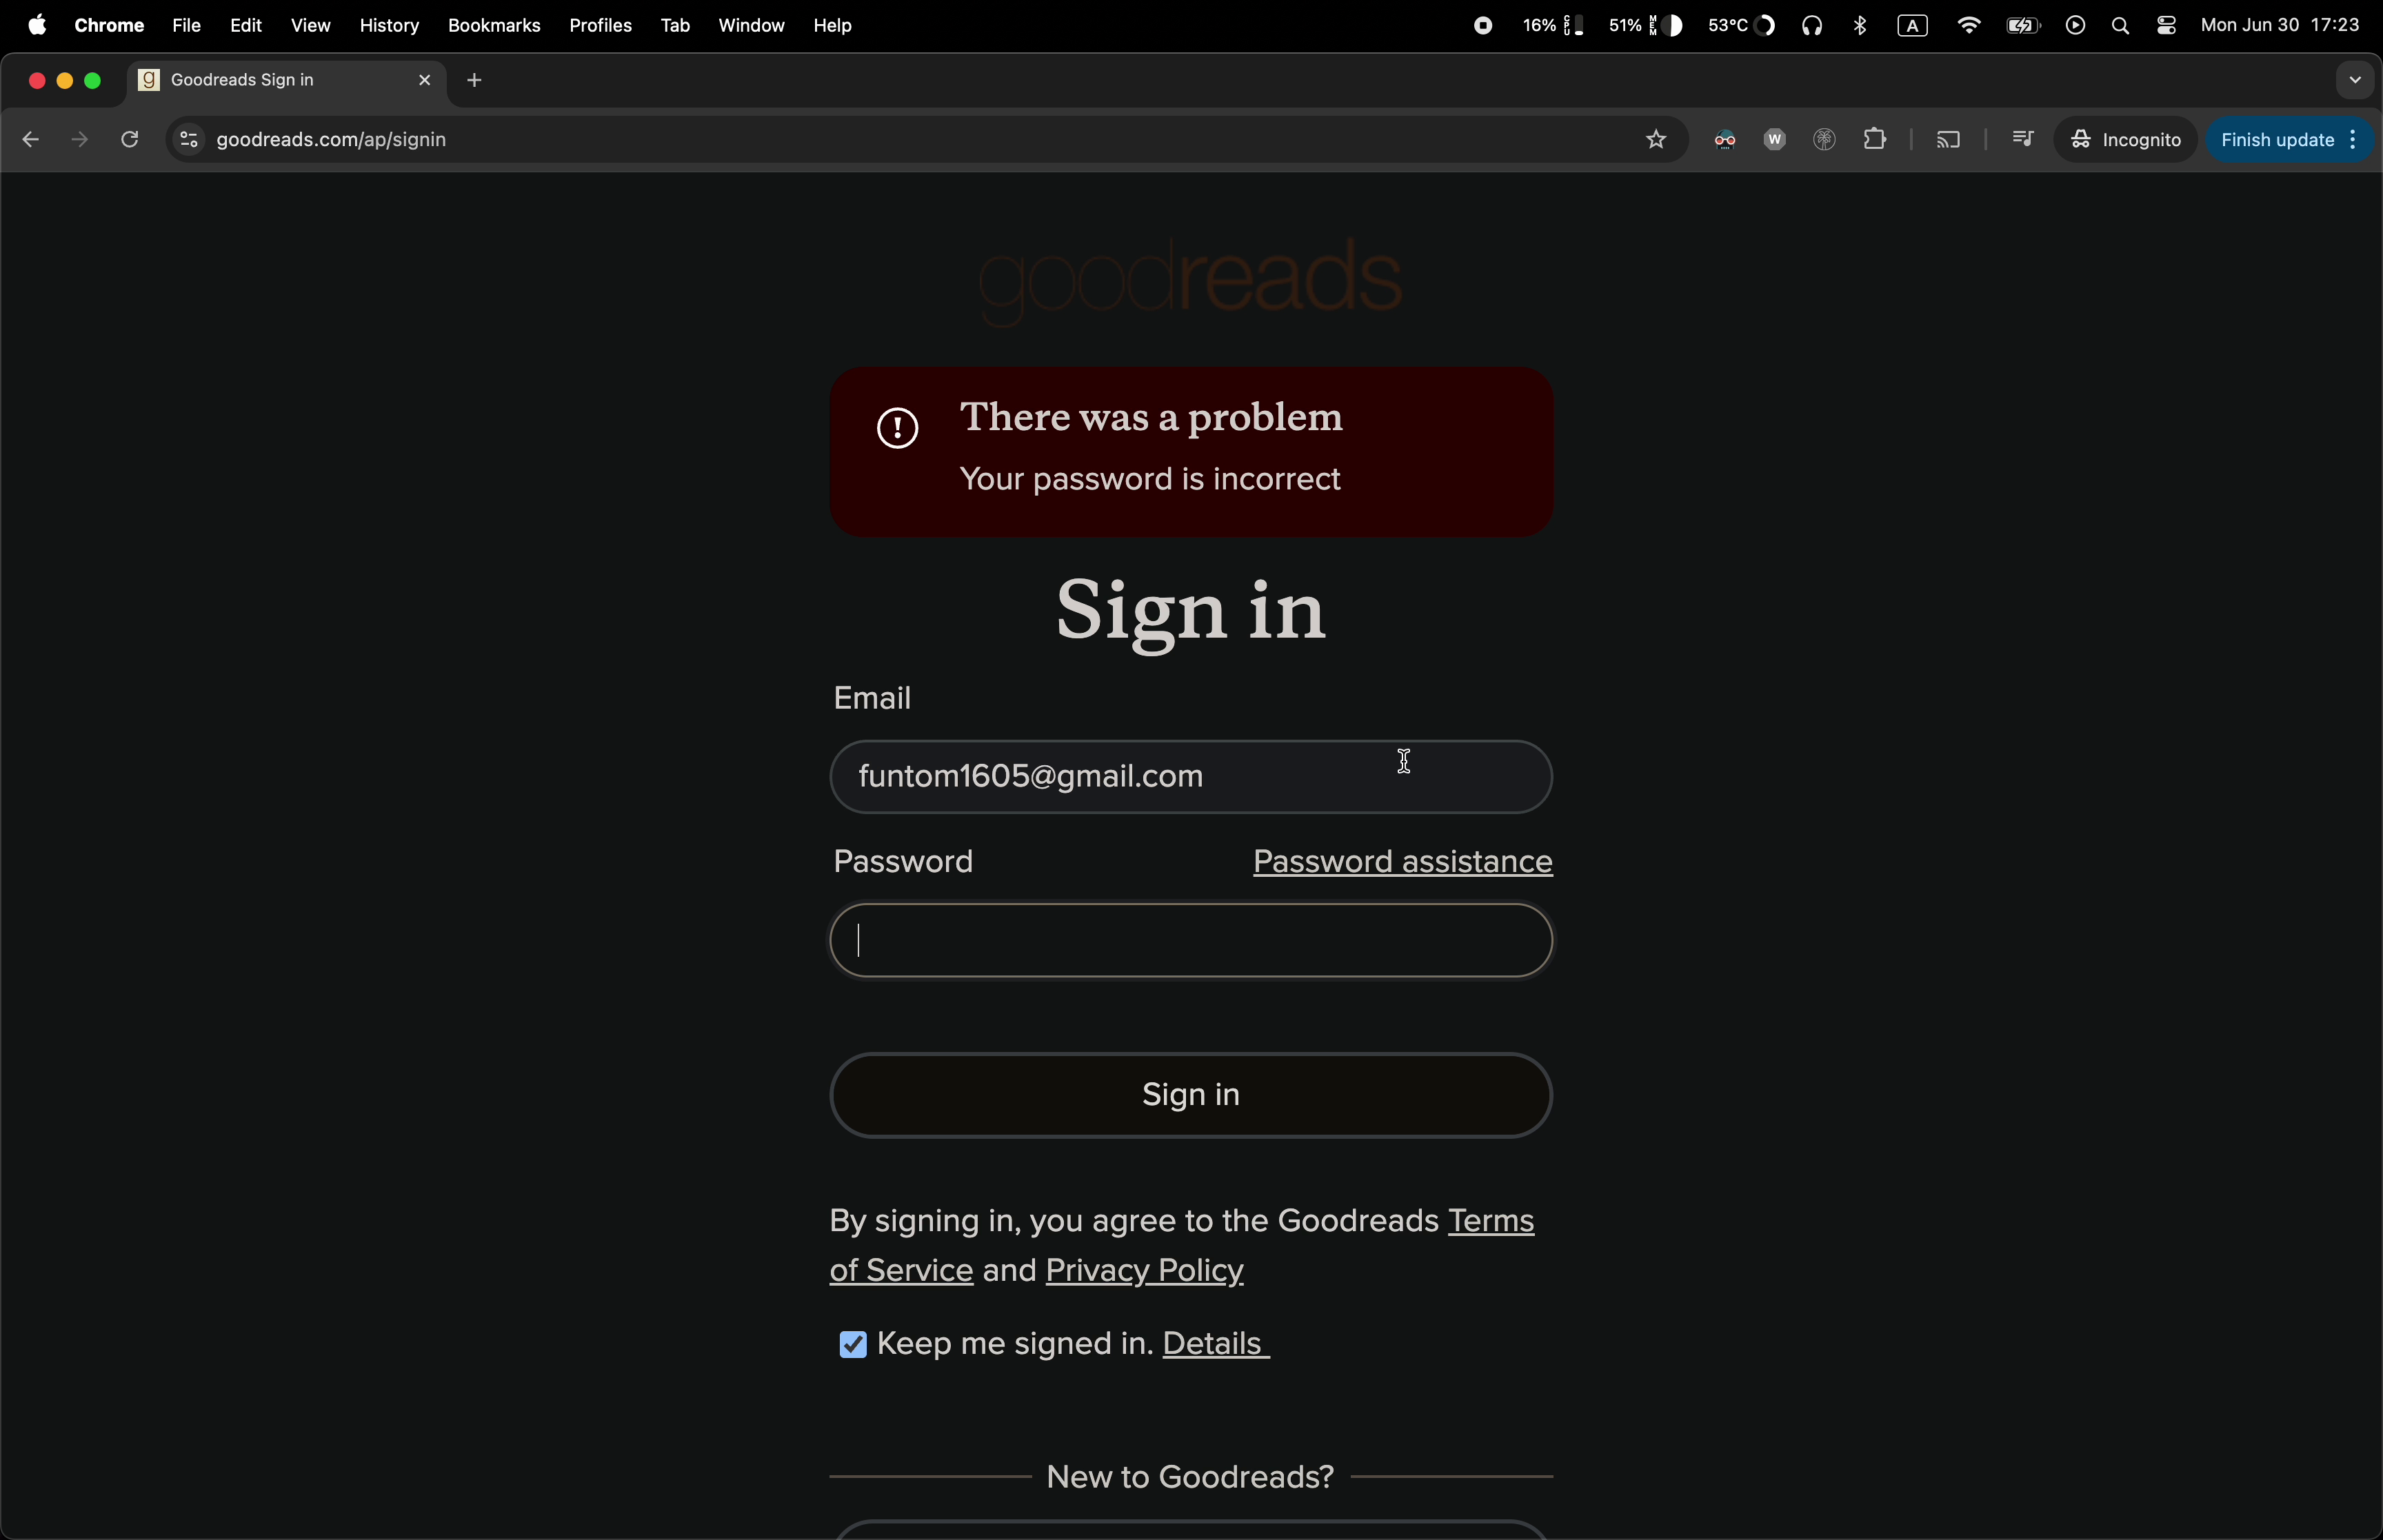 Chrome File Edit View History Bookmarks Profiles Tab Window Help 16% CPU 51% MEM 53°C A Mon Jun 30 17:23
g Goodreads Sign in
goodreads.com/ap/signin W Incognito Finish update
goodreads
There was a problem
Your password is incorrect
Sign in
Email
funtom1605@gmail.com
Password Password assistance
Sign in
By signing in, you agree to the Goodreads Terms
of Service and Privacy Policy
Keep me signed in. Details
New to Goodreads?